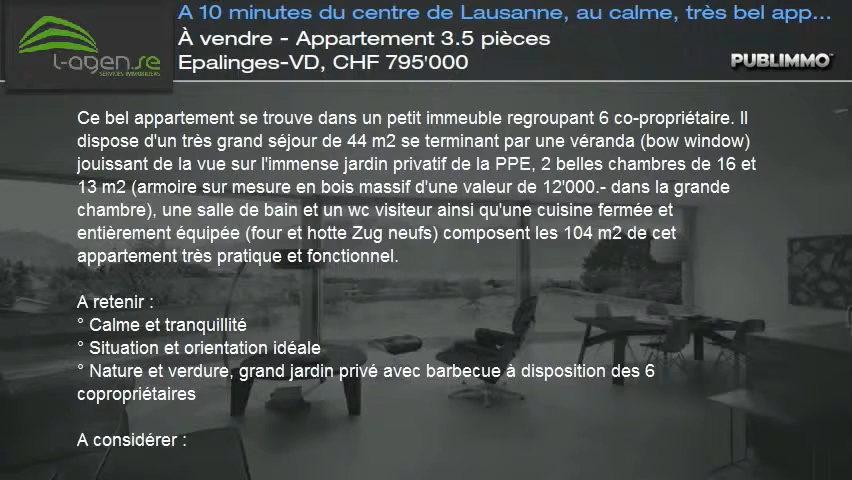 A 10 minutes du centre de Lausanne, au calme, très bel app...
À vendre - Appartement 3.5 pièces
Epalinges-VD, CHF 795'000
l-agence
SERVICES IMMOBILIERS
PUBLIMMO
Ce bel appartement se trouve dans un petit immeuble regroupant 6 co-propriétaire. Il
dispose d'un très grand séjour de 44 m2 se terminant par une véranda (bow window)
jouissant de la vue sur l'immense jardin privatif de la PPE, 2 belles chambres de 16 et
13 m2 (armoire sur mesure en bois massif d'une valeur de 12'000.- dans la grande
chambre), une salle de bain et un wc visiteur ainsi qu'une cuisine fermée et
entièrement équipée (four et hotte Zug neufs) composent les 104 m2 de cet
appartement très pratique et fonctionnel.
A retenir :
° Calme et tranquillité
° Situation et orientation idéale
° Nature et verdure, grand jardin privé avec barbecue à disposition des 6
copropriétaires
A considérer :